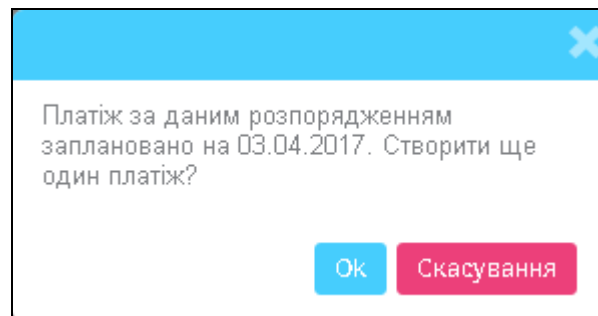 Платіж за даним розпорядженням
заплановано на 03.04.2017. Створити ще
один платіж?
Ok Скасування